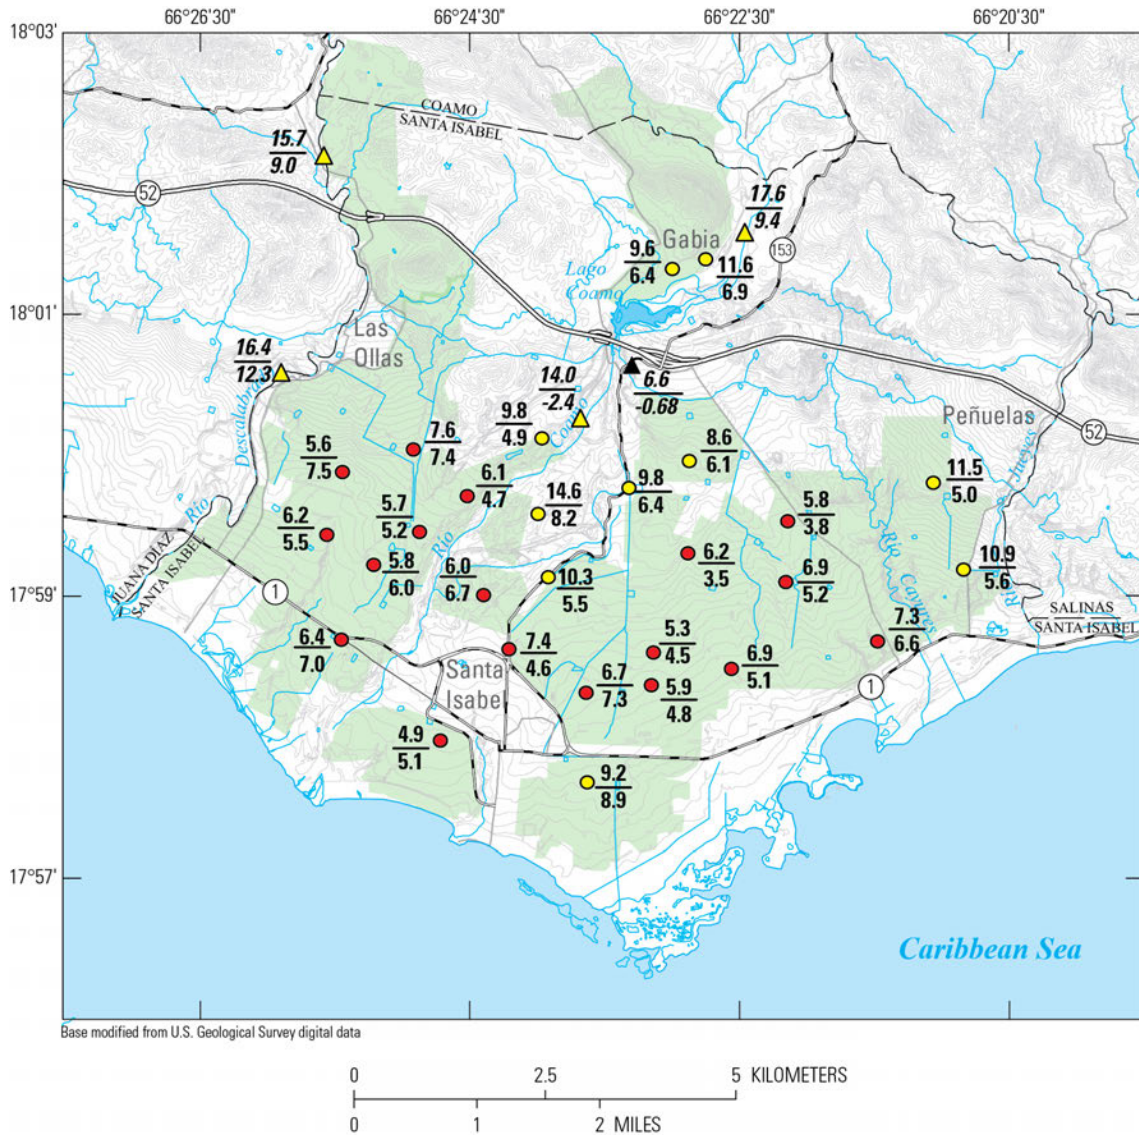 66°26'30" 66°24'30" 66°22'30" 66°20'30"
18°03'
COAMO
SANTA ISABEL
15.7
9.0
52
17.6
9.4
Gabia
153
9.6
6.4
11.6
6.9
Lago
Coamo
18°01'
Las
Ollas
16.4
12.3
14.0
-2.4
6.6
-0.68
Peñuelas
52
9.8
4.9
Coamo
8.6
6.1
Descalabrado
7.6
7.4
5.6
7.5
6.1
4.7
9.8
6.4
11.5
5.0
Jueyes
14.6
8.2
5.8
3.8
Río
5.7
5.2
6.2
5.5
Río
6.2
3.5
Río
JUANA DÍAZ
SANTA ISABEL
5.8
6.0
6.0
6.7
10.3
5.5
6.9
5.2
Cayures
10.9
5.6
Río
17°59'
1
SALINAS
SANTA ISABEL
6.4
7.0
7.4
4.6
5.3
4.5
7.3
6.6
Santa
Isabel
6.7
7.3
5.9
4.8
6.9
5.1
1
4.9
5.1
9.2
8.9
17°57'
Caribbean Sea
Base modified from U.S. Geological Survey digital data
0 2.5 5 KILOMETERS
0 1 2 MILES